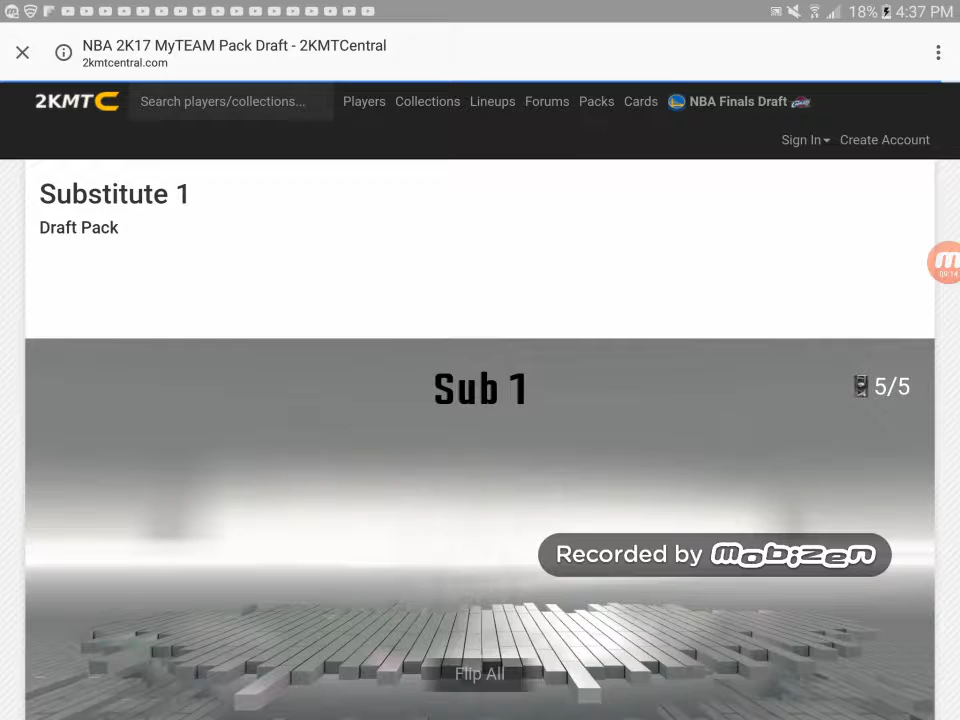 18% 4:37 PM
NBA 2K17 MyTEAM Pack Draft - 2KMTCentral
2kmtcentral.com
2KMTC Search players/collections... Players Collections Lineups Forums Packs Cards NBA Finals Draft
Sign In Create Account
Substitute 1
Draft Pack
Sub 1
5/5
Recorded by mobizen
Flip All